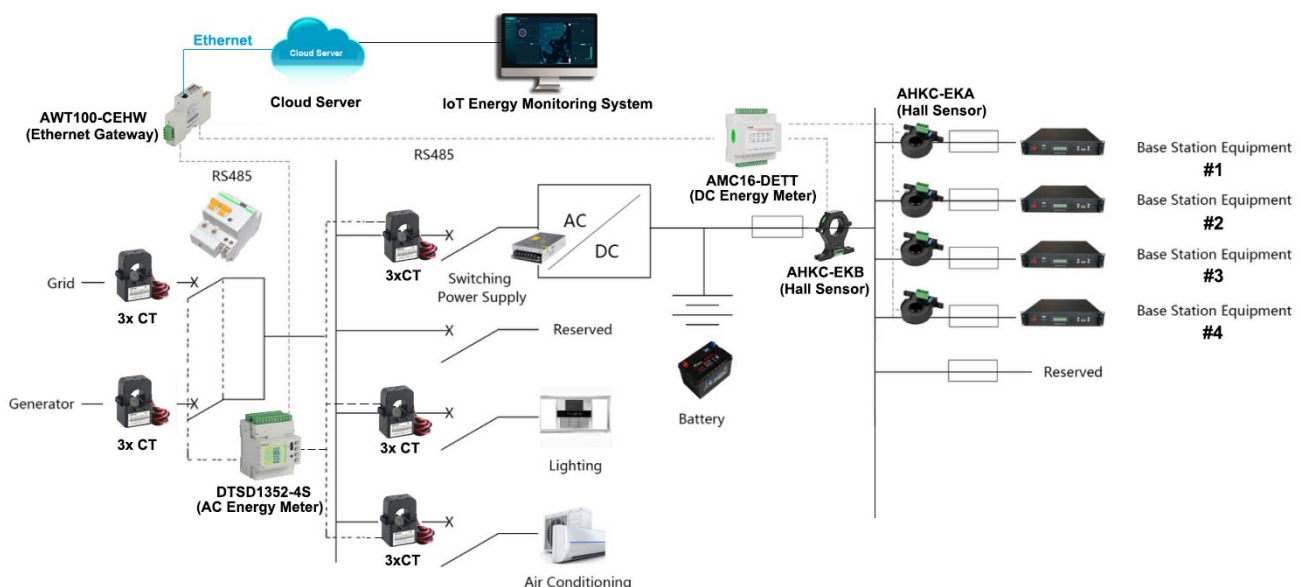 Ethernet
Cloud Server
Cloud Server
IoT Energy Monitoring System
AWT100-CEHW
(Ethernet Gateway)
RS485
RS485
AMC16-DETT
(DC Energy Meter)
AHKC-EKA
(Hall Sensor)
Base Station Equipment
#1
Base Station Equipment
#2
Base Station Equipment
#3
Base Station Equipment
#4
Reserved
Grid
3x CT
Generator
3x CT
DTSD1352-4S
(AC Energy Meter)
3xCT
X
Switching
Power Supply
AC
DC
AHKC-EKB
(Hall Sensor)
Battery
X
Reserved
3x CT
X
Lighting
3xCT
X
Air Conditioning
X
X